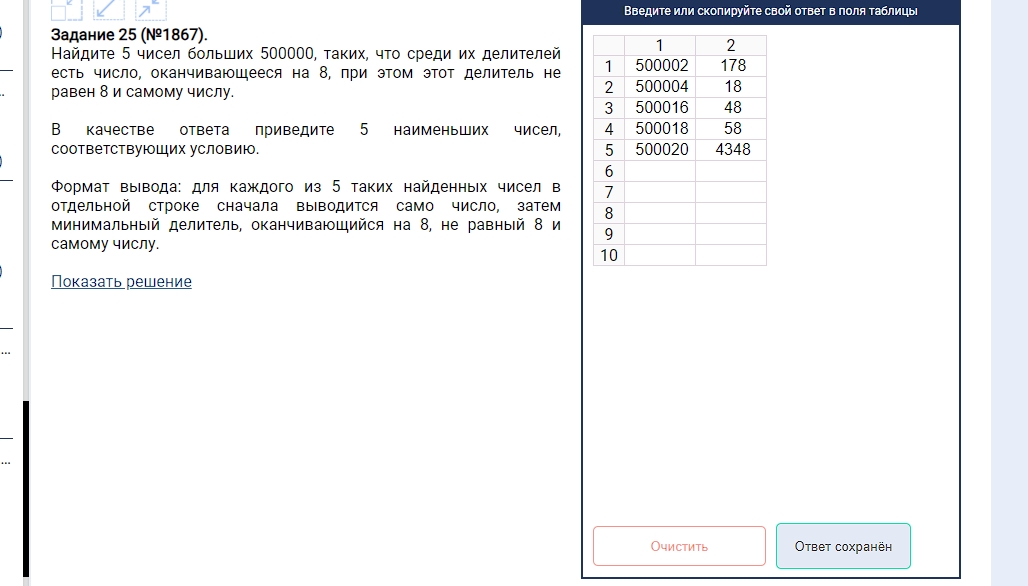 Задание 25 (№1867).
Найдите 5 чисел больших 500000, таких, что среди их делителей
есть число, оканчивающееся на 8, при этом этот делитель не
равен 8 и самому числу.
В качестве ответа приведите 5 наименьших чисел,
соответствующих условию.
Формат вывода: для каждого из 5 таких найденных чисел в
отдельной строке сначала выводится само число, затем
минимальный делитель, оканчивающийся на 8, не равный 8 и
самому числу.
Показать решение
Введите или скопируйте свой ответ в поля таблицы
1 2
1 500002 178
2 500004 18
3 500016 48
4 500018 58
5 500020 4348
6
7
8
9
10
Очистить
Ответ сохранён